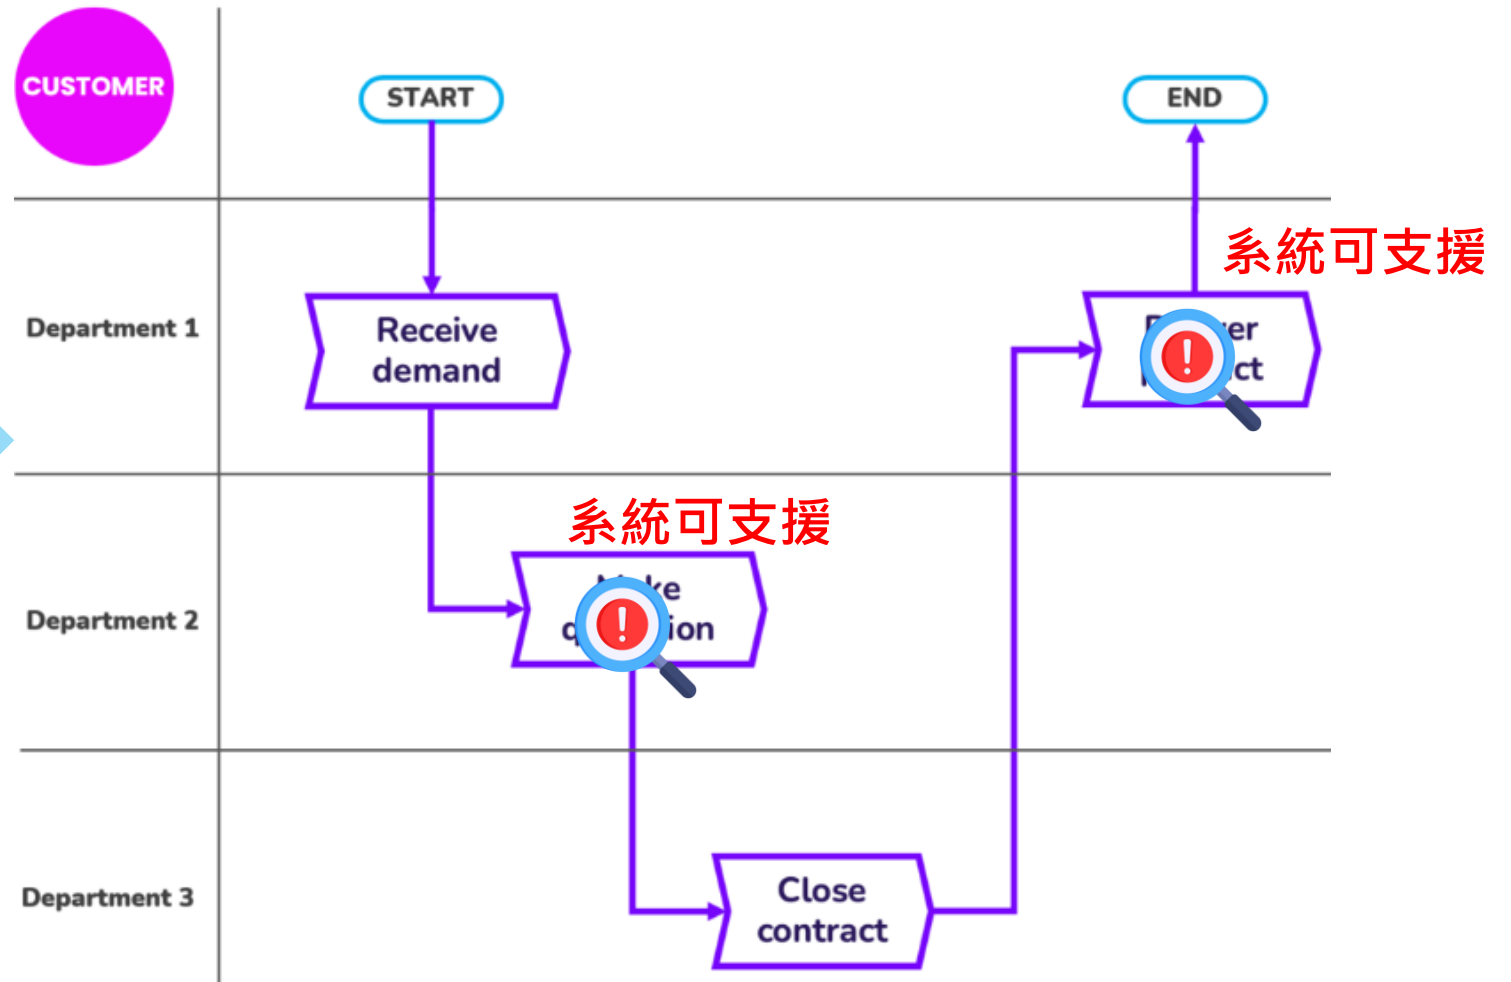 CUSTOMER
START
END
系統可支援
Department 1
Receive
demand
系統可支援
Department 2
Department 3
Close
contract